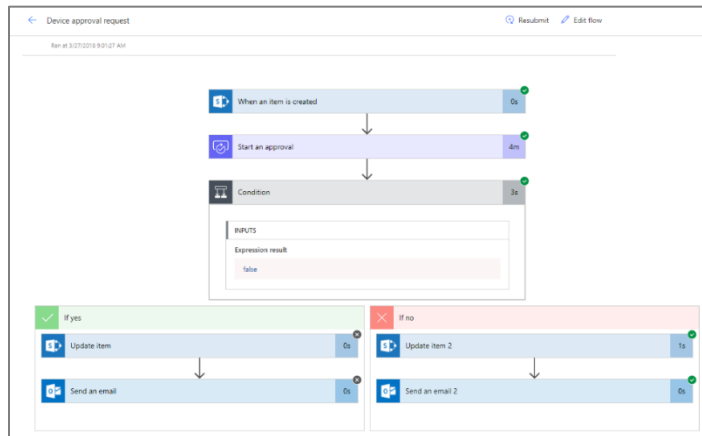 Device approval request
Resubmit
Edit flow
Ran at 3/27/2018 9:01:27 AM
When an item is created
0s
Start an approval
4m
Condition
3s
INPUTS
Expression result
false
If yes
Update item
0s
Send an email
0s
If no
Update item 2
1s
Send an email 2
0s